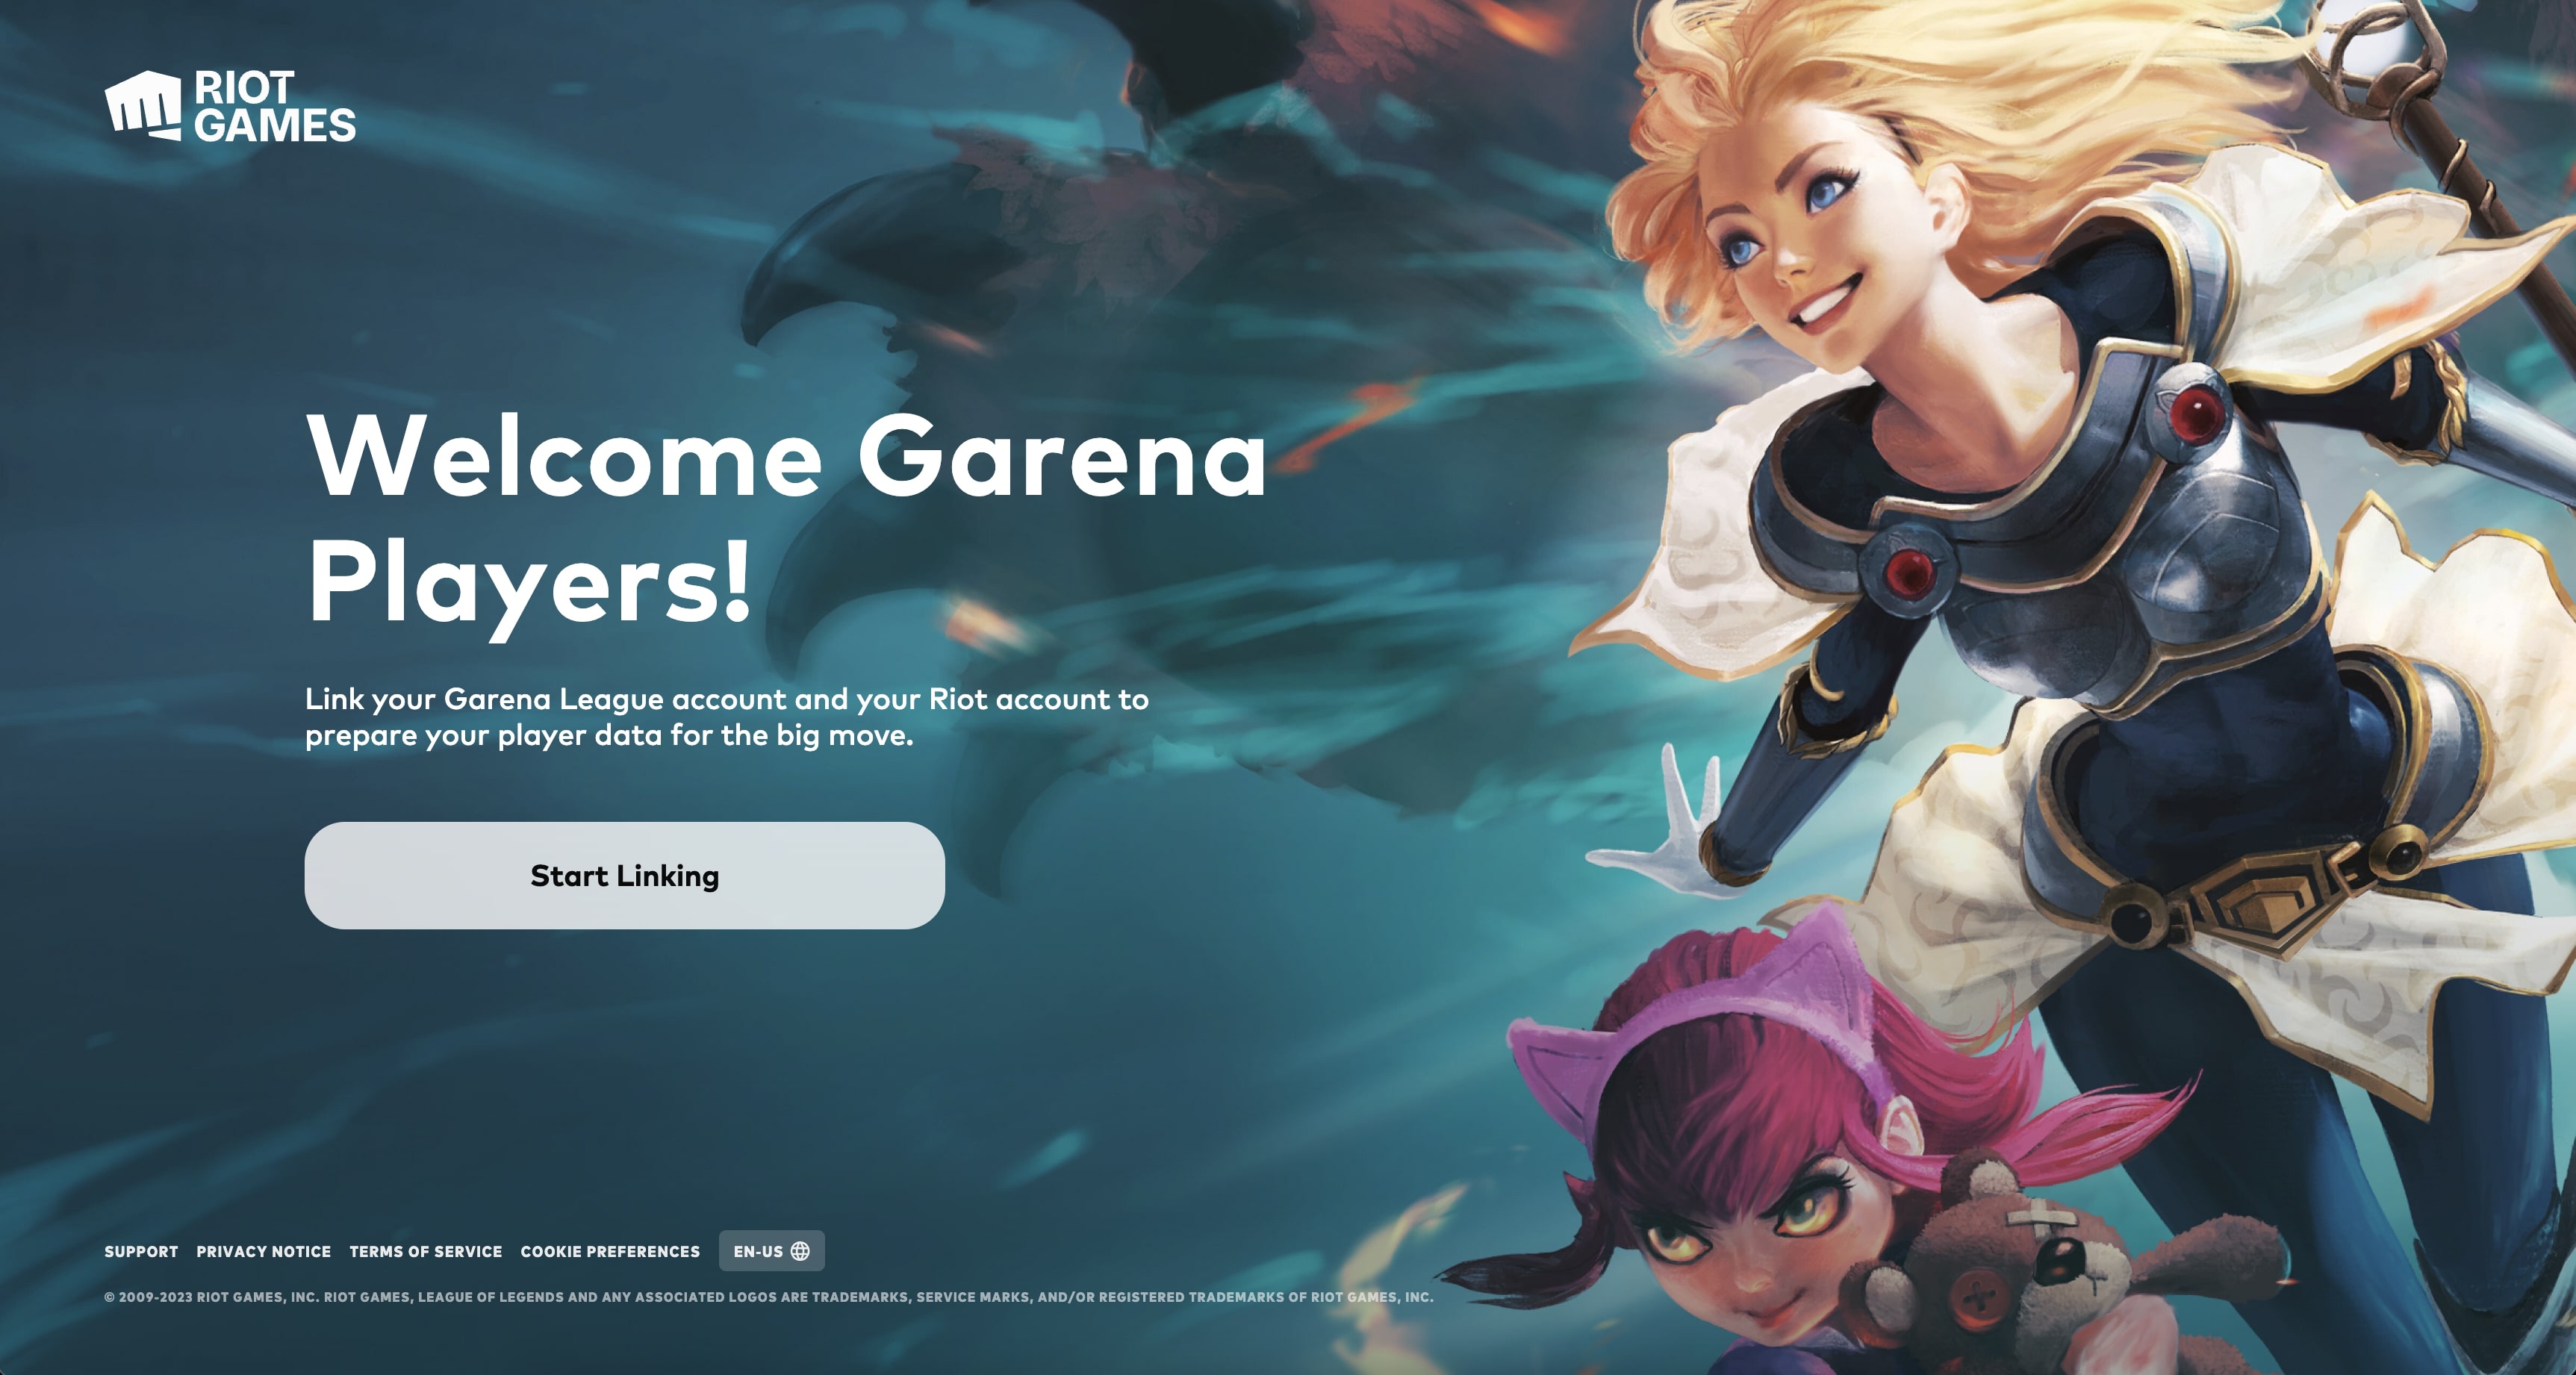 RIOT
GAMES
Welcome Garena
Players!
Link your Garena League account and your Riot account to
prepare your player data for the big move.
Start Linking
SUPPORT PRIVACY NOTICE TERMS OF SERVICE COOKIE PREFERENCES EN-US
© 2009-2023 RIOT GAMES, INC. RIOT GAMES, LEAGUE OF LEGENDS AND ANY ASSOCIATED LOGOS ARE TRADEMARKS, SERVICE MARKS, AND/OR REGISTERED TRADEMARKS OF RIOT GAMES, INC.